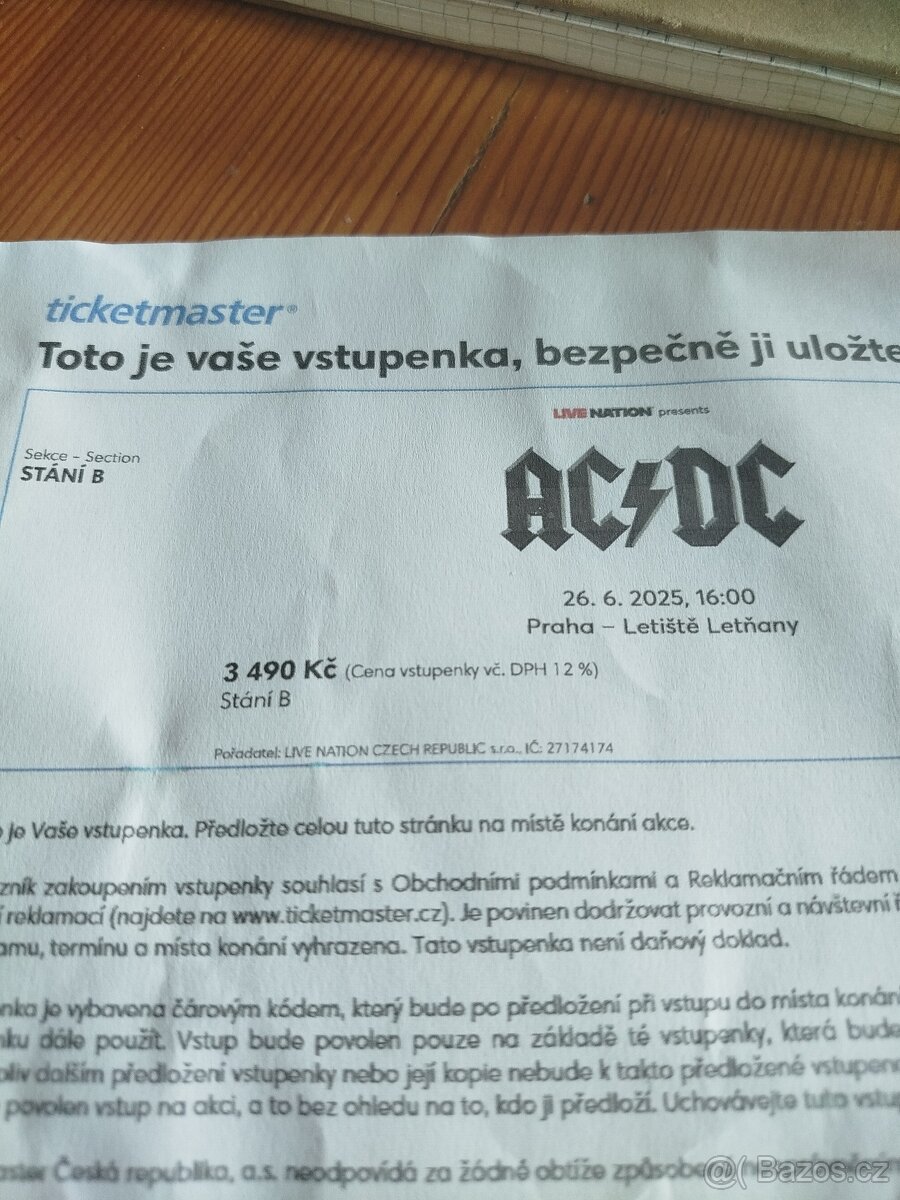 ticketmaster®
Toto je vaše vstupenka, bezpečně ji uložte
LIVE NATION presents
Sekce – Section
STÁNÍ B
AC DC
26. 6. 2025, 16:00
Praha – Letiště Letňany
3 490 Kč (Cena vstupenky vč. DPH 12 %)
Stání B
Pořadatel: LIVE NATION CZECH REPUBLIC s.r.o., IČ: 27174174
je Vaše vstupenka. Předložte celou tuto stránku na místě konání akce.
zník zakoupením vstupenky souhlasí s Obchodními podmínkami a Reklamačním řádem
í reklamací (najdete na www.ticketmaster.cz). Je povinen dodržovat provozní a návštevní
amu, termínu a místa konání vyhrazena. Tato vstupenka není daňový doklad.
nka je vybavena čárovým kódem, který bude po předložení při vstupu do místa konán
nku dále použít. Vstup bude povolen pouze na základě té vstupenky, která bude
oliv dalším předložení vstupenky nebo její kopie nebude k takto předložené vstupen
povolen vstup na akci, a to bez ohledu na to, kdo ji předloží. Uchovávejte tuto vstup
aster Česká republika, a.s. neodpovídá za žádné obtíže způsobe
@( Bazos.cz